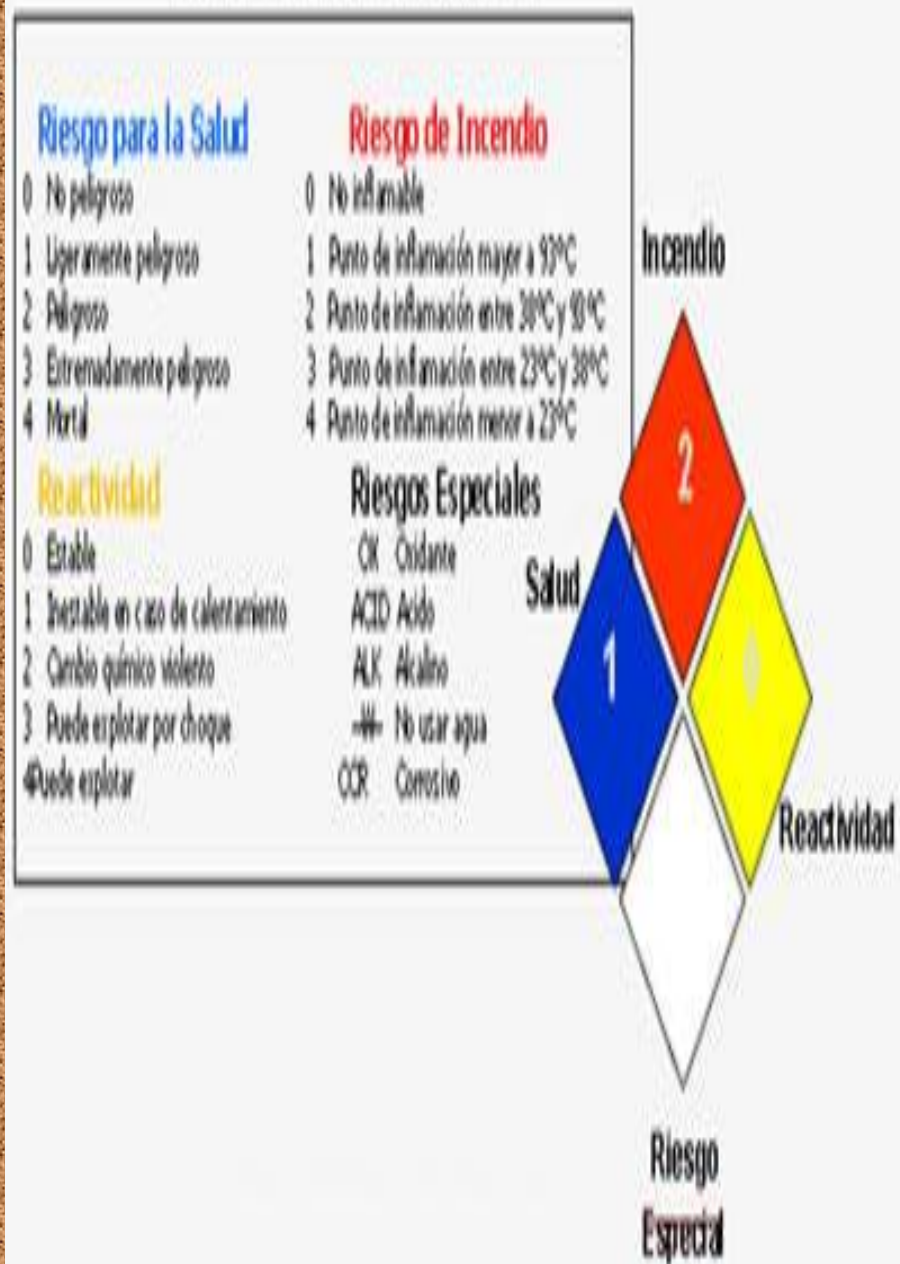 Riesgo para la Salud
0 No peligroso
1 Ligeramente peligroso
2 Peligroso
3 Extremadamente peligroso
4 Mortal
Riesgo de Incendio
0 No inflamable
1 Punto de inflamación mayor a 93ºC
2 Punto de inflamación entre 38ºC y 93ºC
3 Punto de inflamación entre 23ºC y 38ºC
4 Punto de inflamación menor a 23ºC
Reactividad
0 Estable
1 Inestable en caso de calentamiento
2 Cambio químico violento
3 Puede explotar por choque
4Puede explotar
Riesgos Especiales
OX Oxidante
ACID Acido
ALK Alcalino
W No usar agua
COR Corrosivo
Incendio
2
Salud
1
Reactividad
Riesgo
Especial